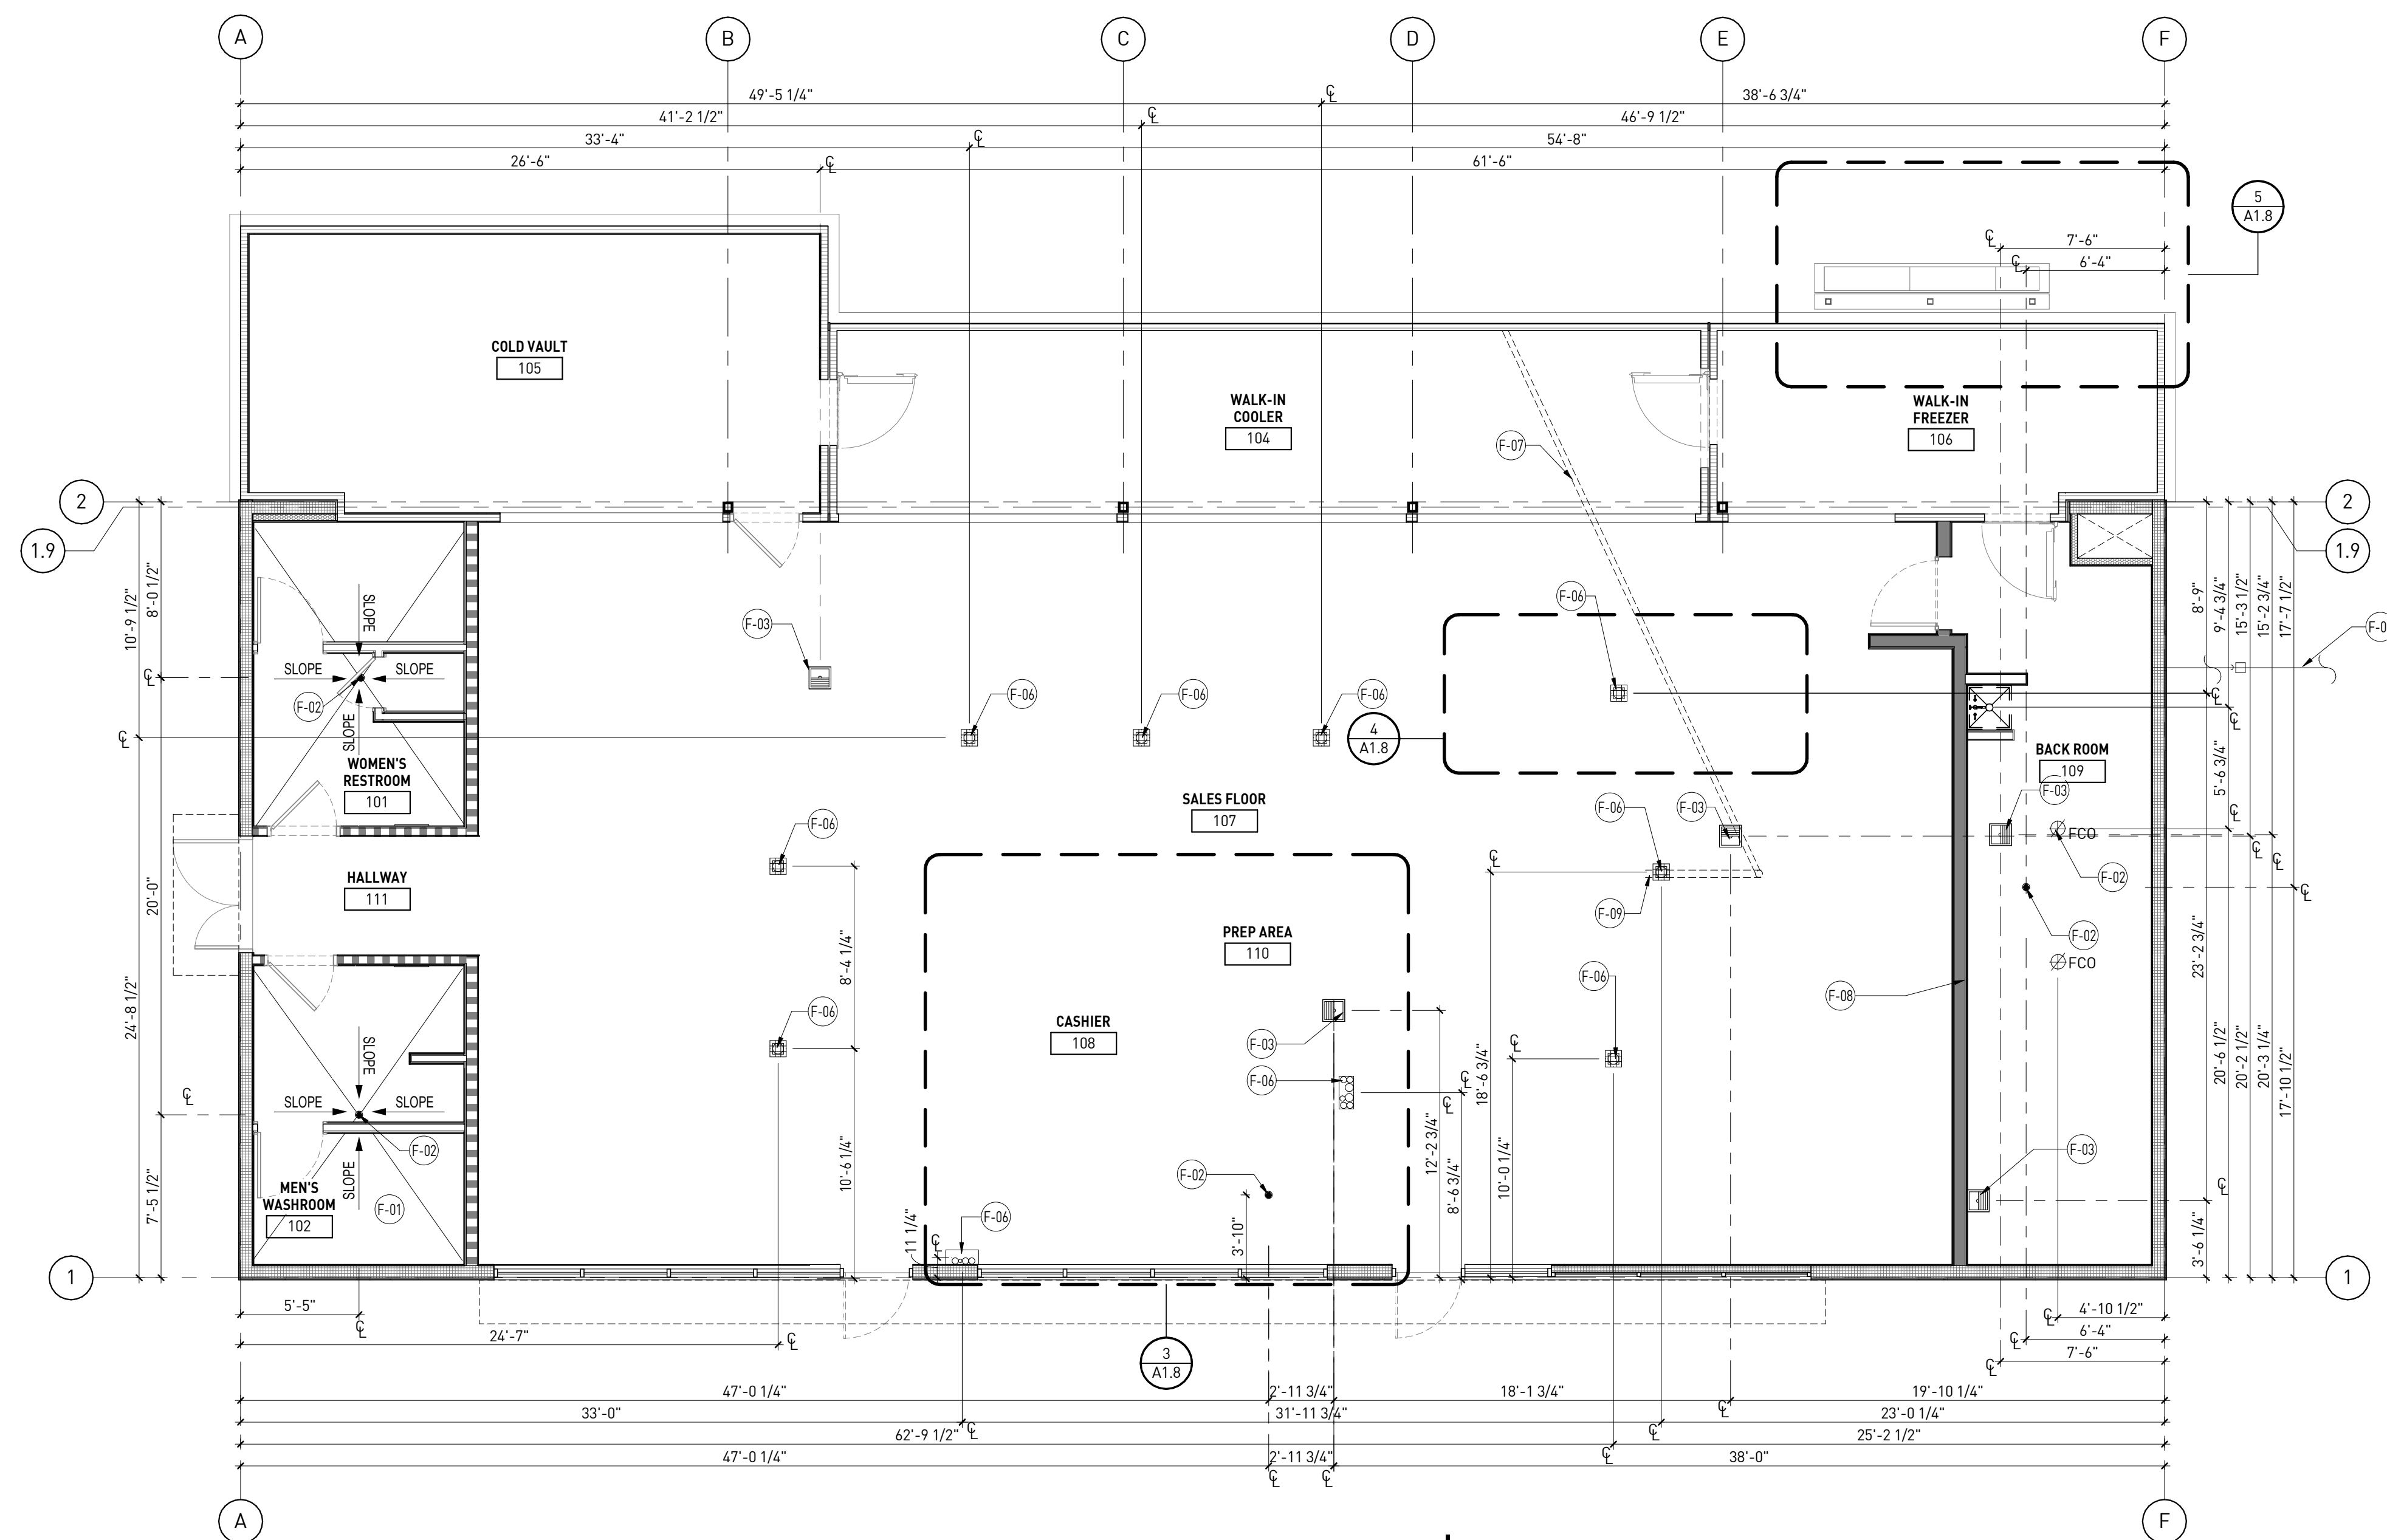 A
B
C
D
E
F
49'-5 1/4"
℄
38'-6 3/4"
41'-2 1/2"
℄
46'-9 1/2"
33'-4"
℄
54'-8"
26'-6"
℄
61'-6"
5
A1.8
℄
7'-6"
℄
6'-4"
COLD VAULT
105
WALK-IN
COOLER
104
WALK-IN
FREEZER
106
F-07
2
2
1.9
1.9
10'-9 1/2"
8'-0 1/2"
8'-9"
9'-4 3/4"
15'-3 1/2"
15'-2 3/4"
17'-7 1/2"
SLOPE
F-03
F-06
SLOPE
SLOPE
℄
F-02
SLOPE
F-06
F-06
F-06
℄
℄
℄
4
A1.8
WOMEN'S
RESTROOM
101
BACK ROOM
109
5'-6 3/4"
SALES FLOOR
107
F-06
F-06
F-03
F-03
℄
FCO
℄
℄
℄
HALLWAY
111
20'-0"
F-02
℄
F-09
PREP AREA
110
F-02
8'-4 1/4"
F-06
FCO
23'-2 3/4"
F-08
24'-8 1/2"
CASHIER
108
F-06
F-03
SLOPE
℄
18'-6 3/4"
20'-6 1/2"
20'-2 1/2"
20'-3 1/4"
17'-10 1/2"
F-06
℄
℄
SLOPE
SLOPE
℄
F-02
12'-2 3/4"
8'-6 3/4"
10'-0 1/4"
F-03
7'-5 1/2"
SLOPE
10'-6 1/4"
F-02
℄
MEN'S
WASHROOM
102
F-01
F-06
11 1/4"
℄
3'-10"
3'-6 1/4"
1
1
5'-5"
℄
4'-10 1/2"
℄
24'-7"
℄
6'-4"
℄
3
A1.8
7'-6"
℄
47'-0 1/4"
2'-11 3/4"
18'-1 3/4"
19'-10 1/4"
℄
33'-0"
31'-11 3/4"
23'-0 1/4"
℄
℄
62'-9 1/2"
25'-2 1/2"
℄
47'-0 1/4"
2'-11 3/4"
38'-0"
℄
℄
A
F